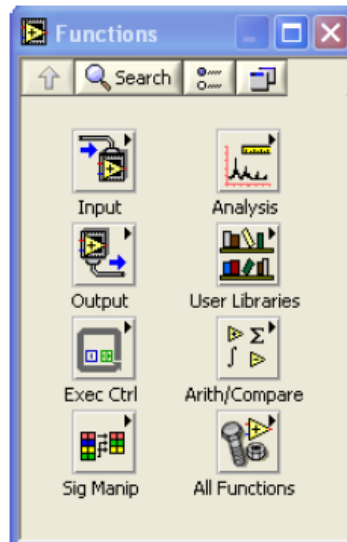 Functions
Search
Input Analysis
Output User Libraries
Exec Ctrl Arith/Compare
Sig Manip All Functions